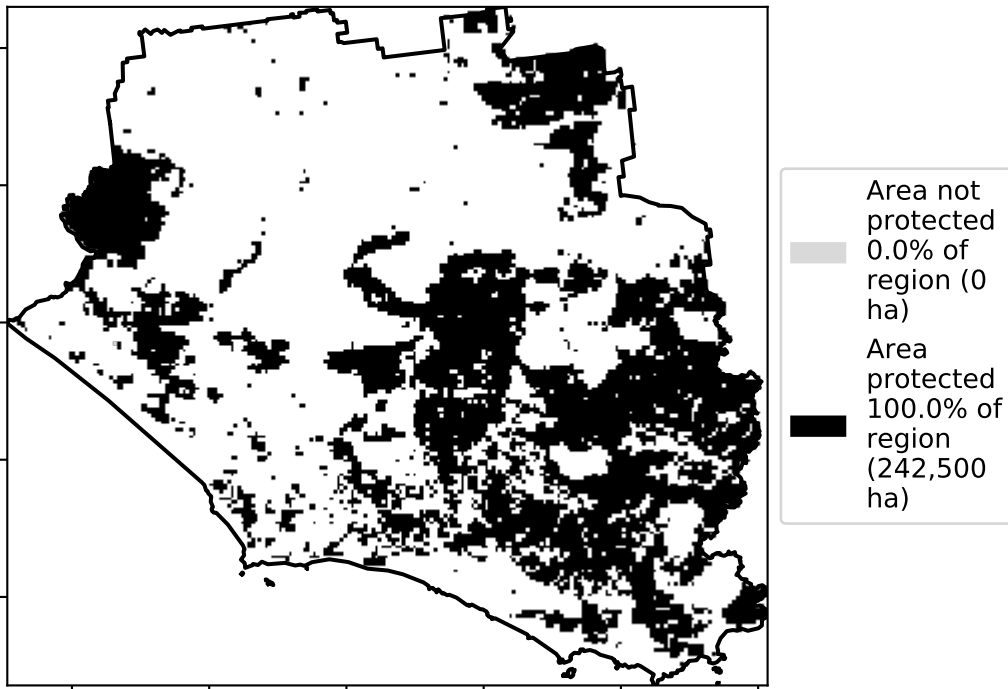 Area not
protected
0.0% of
region (0
ha)
Area
protected
100.0% of
region
(242,500
ha)